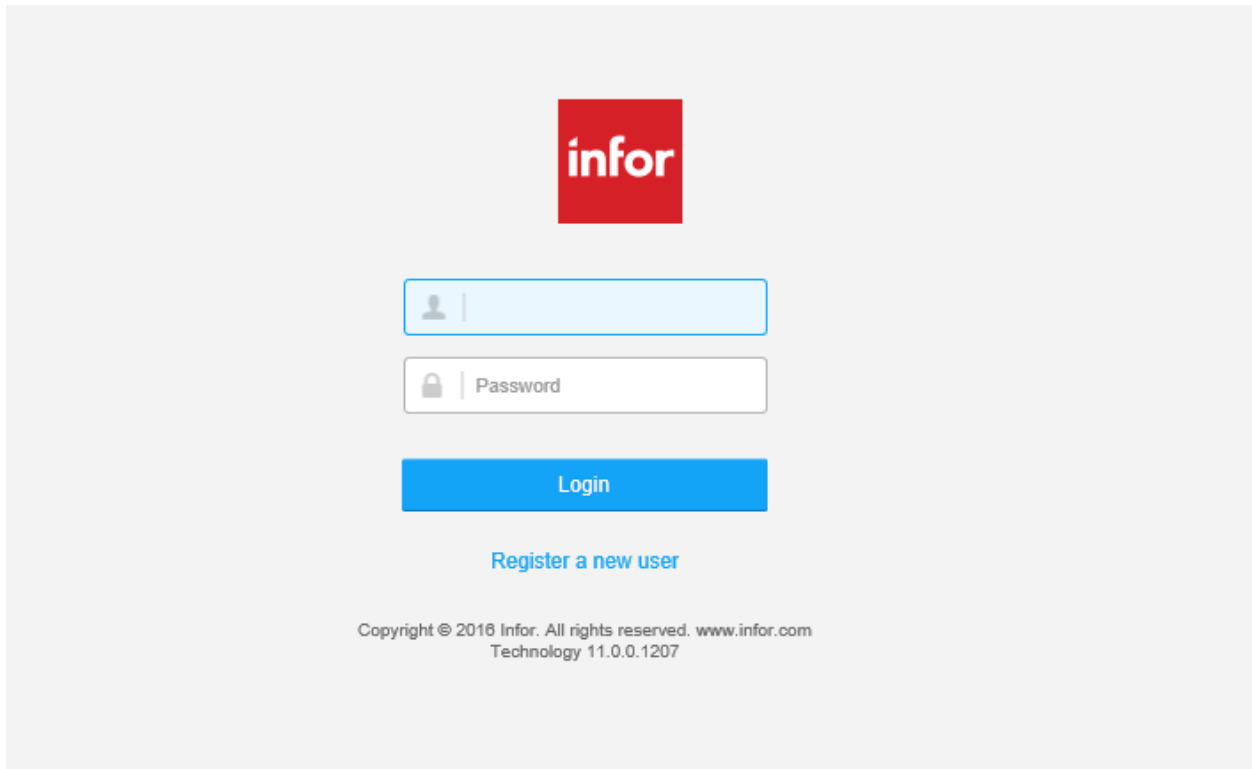 infor
Password
Login
Register a new user
Copyright © 2016 Infor. All rights reserved. www.infor.com
Technology 11.0.0.1207